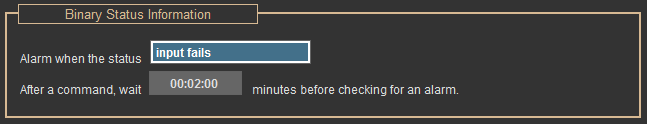 Binary Status Information
Alarm when the status input fails
After a command, wait 00:02:00 minutes before checking for an alarm.